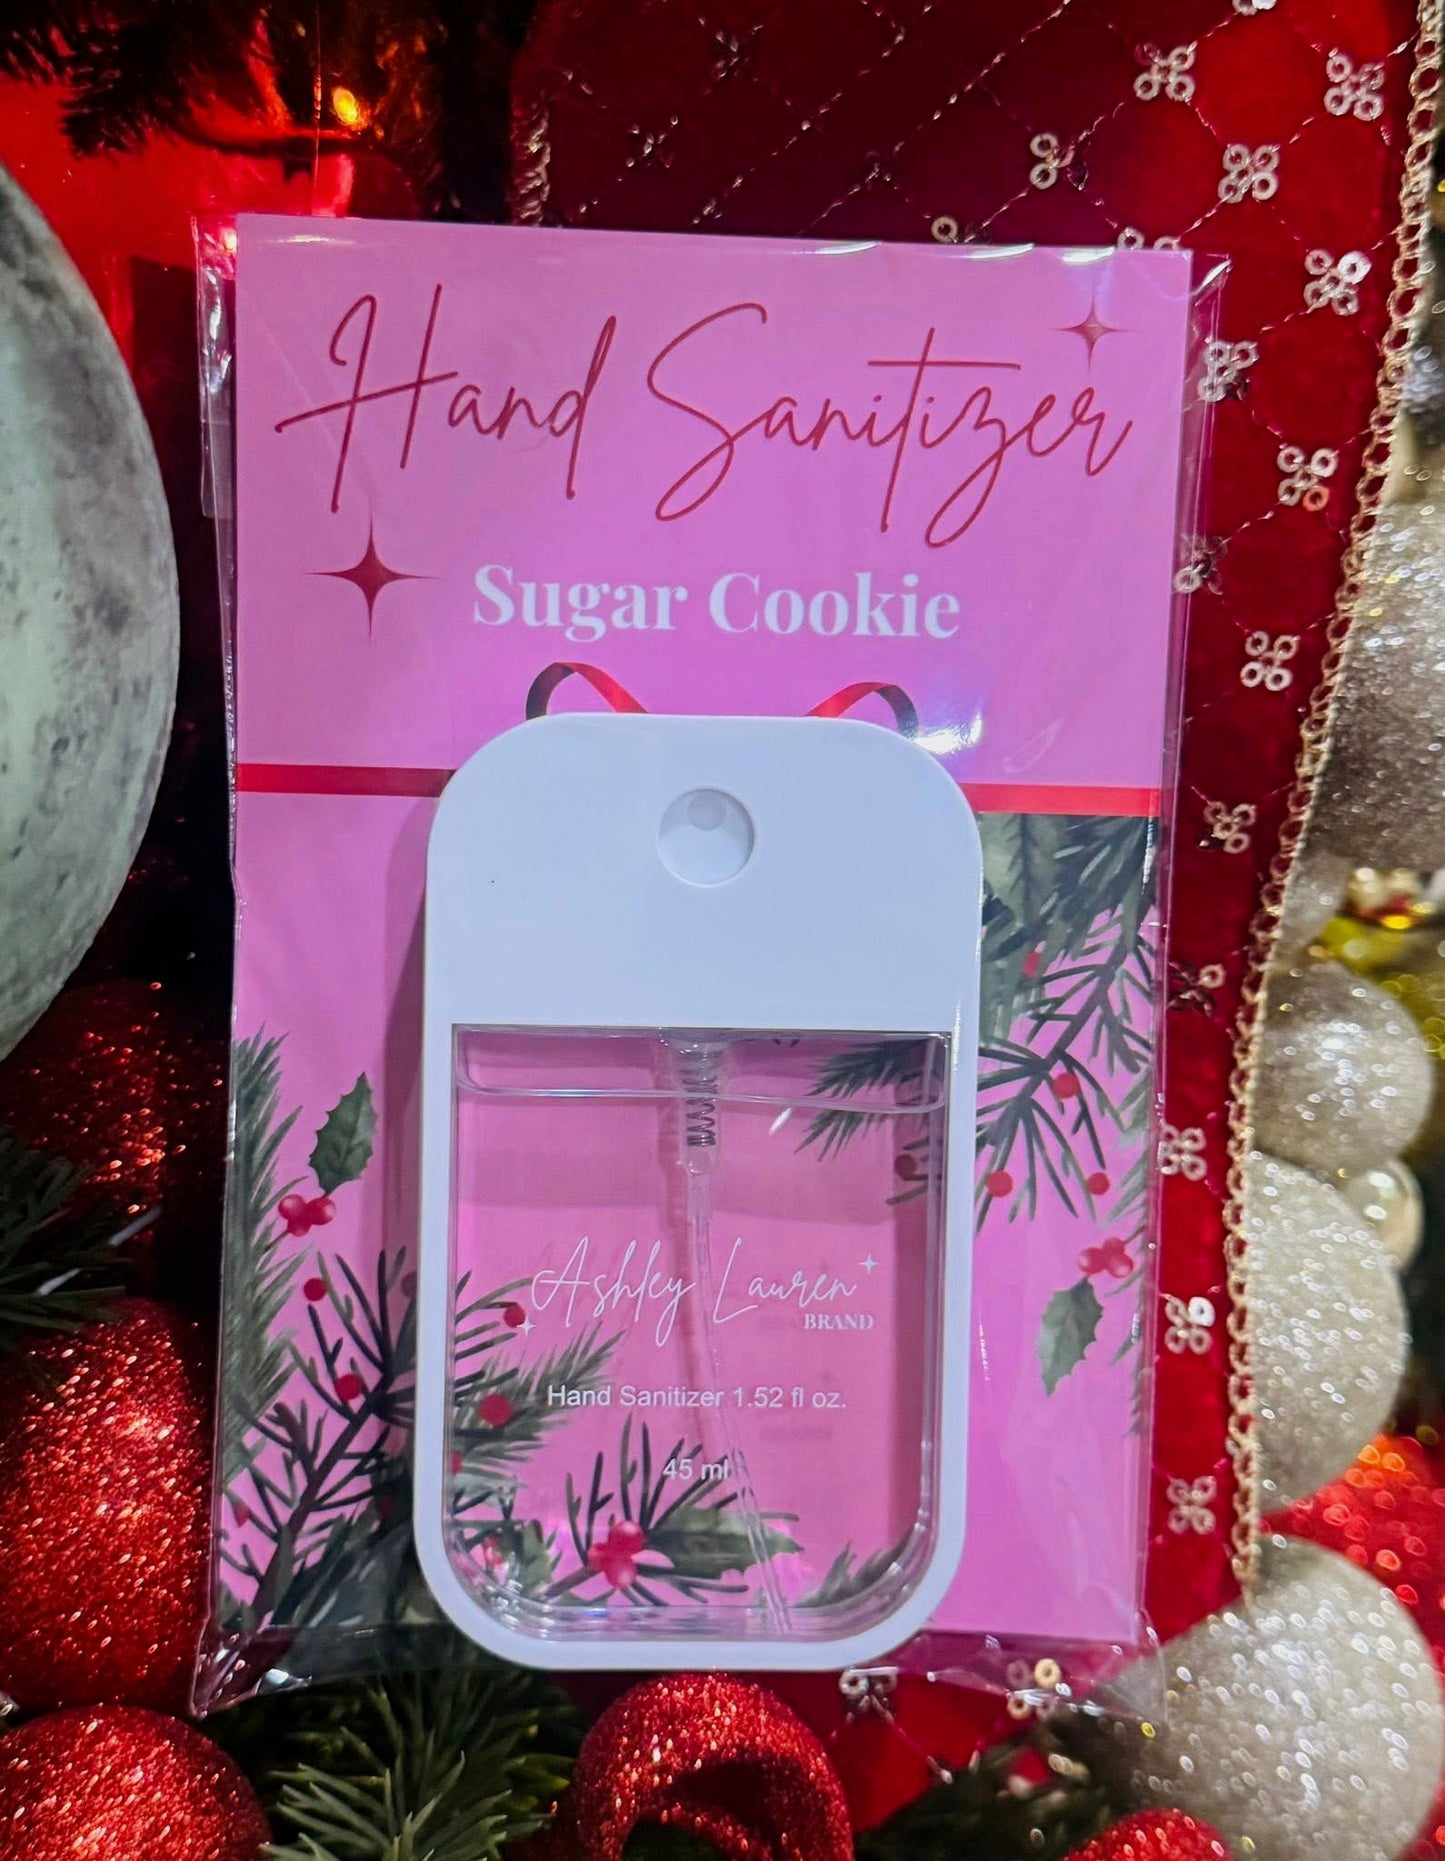 Hand Sanitizer
Sugar Cookie
Ashley Lauren
BRAND
Hand Sanitizer 1.52 fl oz.
45 ml